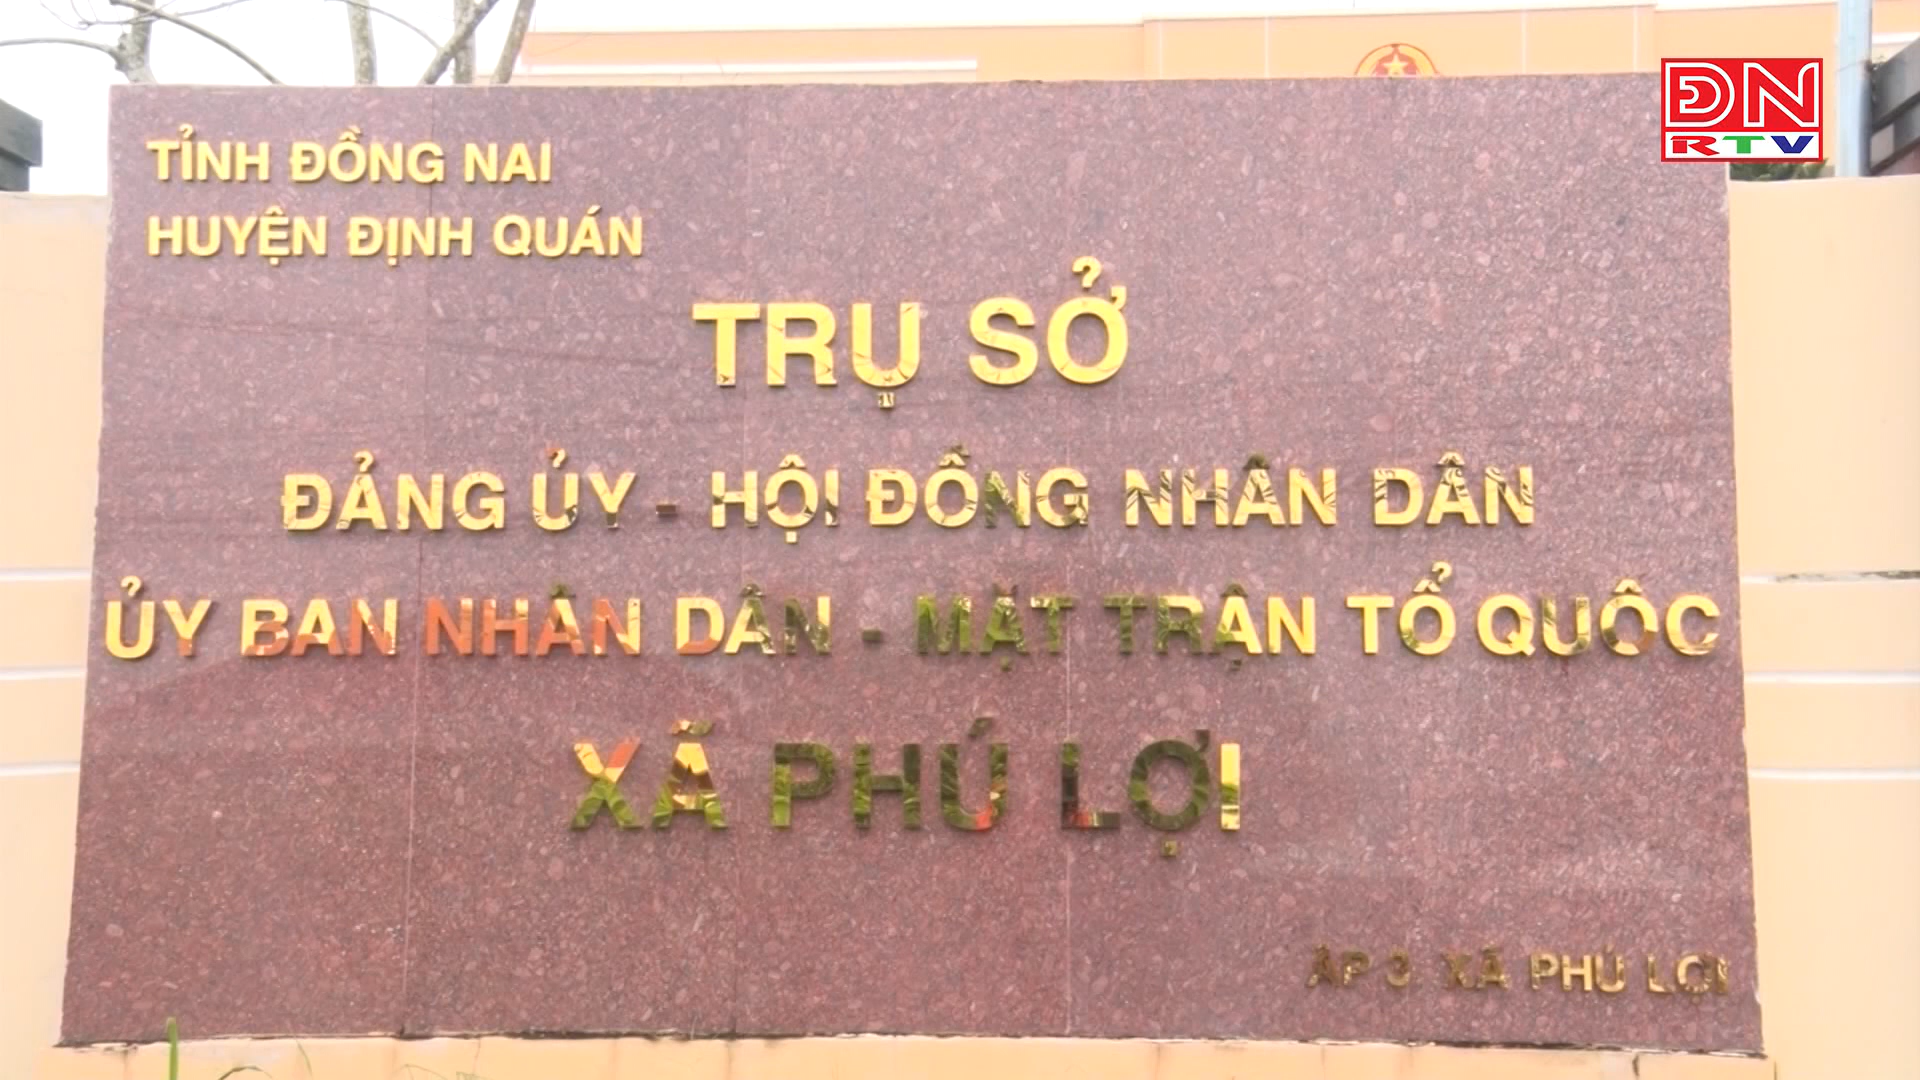 TỈNH ĐỒNG NAI
HUYỆN ĐỊNH QUÁN
TRỤ SỞ
ĐẢNG ỦY - HỘI ĐỒNG NHÂN DÂN
ỦY BAN NHÂN DÂN - MẶT TRẬN TỔ QUỐC
XÃ PHÚ LỢI
ẤP 3 XÃ PHÚ LỢI
ĐN
RTV